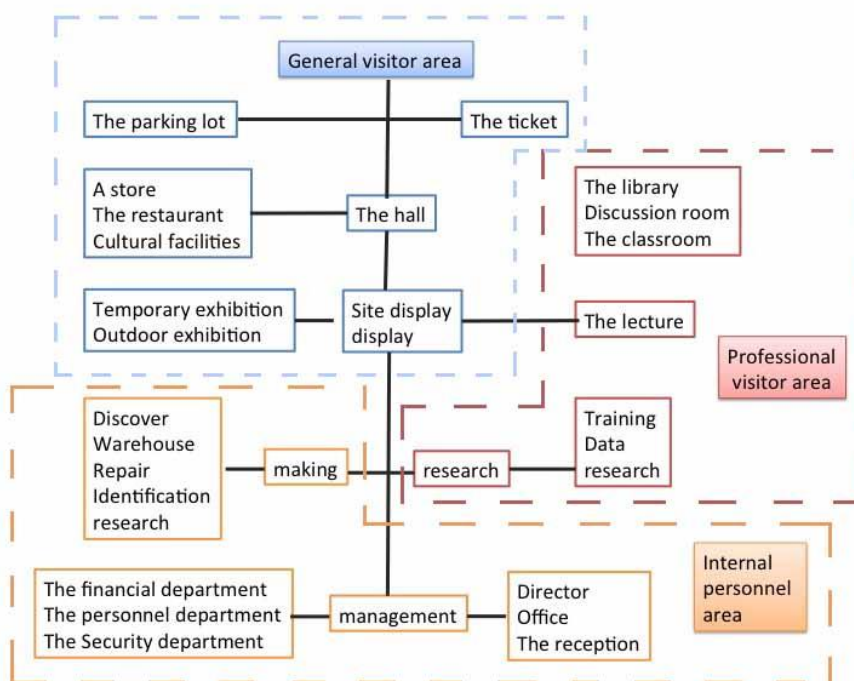 General visitor area
The parking lot
The ticket
A store
The restaurant
Cultural facilities
The hall
The library
Discussion room
The classroom
Temporary exhibition
Outdoor exhibition
Site display
display
The lecture
Professional
visitor area
Discover
Warehouse
Repair
Identification
research
making
research
Training
Data
research
Internal
personnel
area
The financial department
The personnel department
The Security department
management
Director
Office
The reception